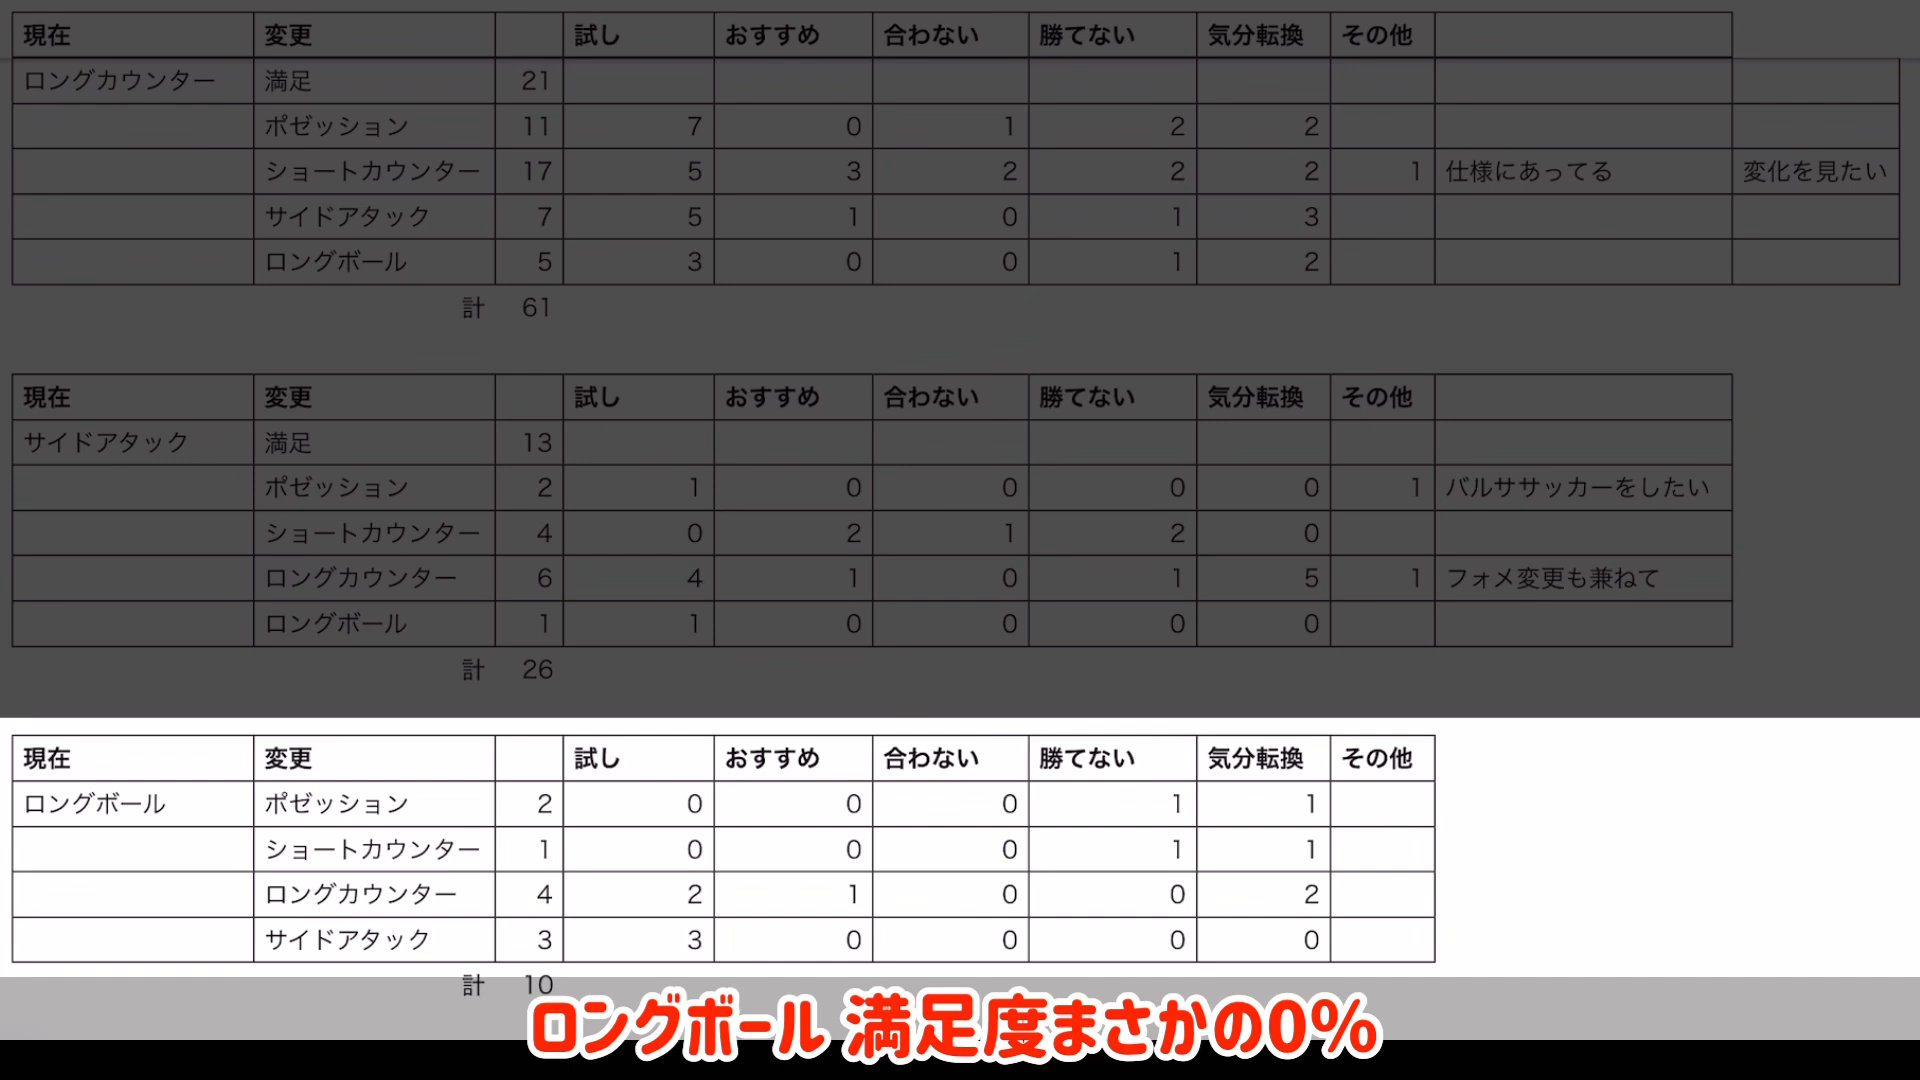 現在 変更 試し おすすめ 合わない 勝てない 気分転換 その他
ロングカウンター 満足 21
ポゼッション 11 7 0 1 2 2
ショートカウンター 17 5 3 2 2 2 1 仕様にあってる 変化を見たい
サイドアタック 7 5 1 0 1 3
ロングボール 5 3 0 0 1 2
計 61
現在 変更 試し おすすめ 合わない 勝てない 気分転換 その他
サイドアタック 満足 13
ポゼッション 2 1 0 0 0 0 1 バルササッカーをしたい
ショートカウンター 4 0 2 1 2 0
ロングカウンター 6 4 1 0 1 5 1 フォメ変更も兼ねて
ロングボール 1 1 0 0 0 0
計 26
現在 変更 試し おすすめ 合わない 勝てない 気分転換 その他
ロングボール ポゼッション 2 0 0 0 1 1
ショートカウンター 1 0 0 0 1 1
ロングカウンター 4 2 1 0 0 2
サイドアタック 3 3 0 0 0 0
計 10
ロングボール 満足度まさかの0%